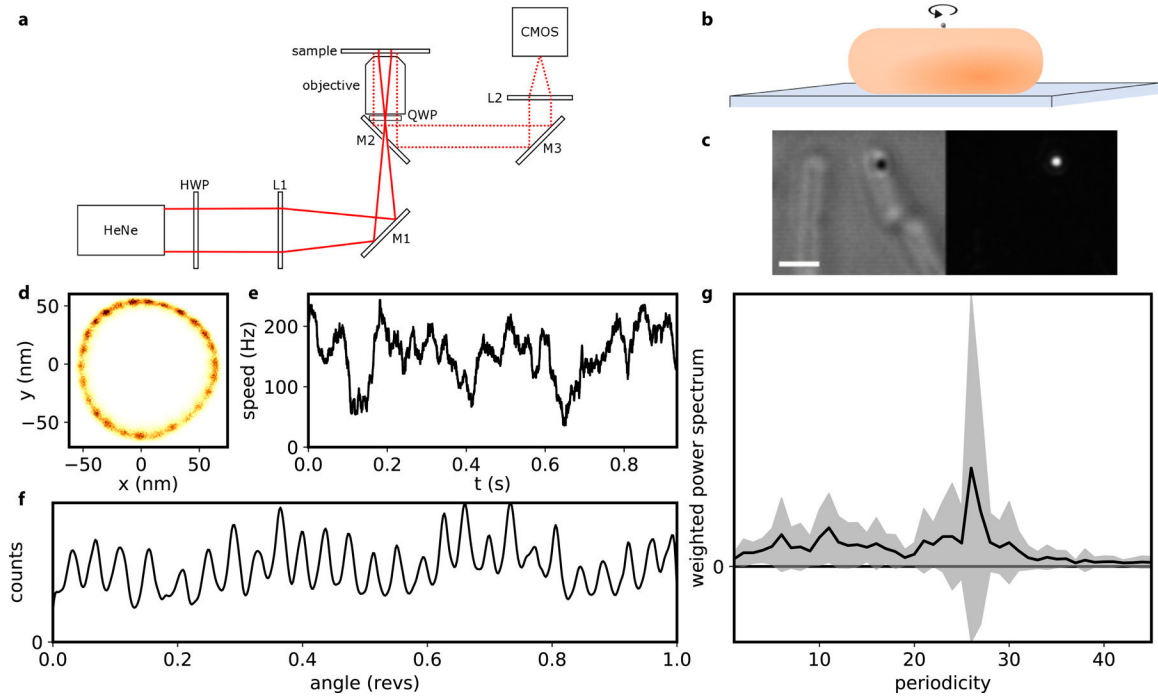 a
CMOS
sample
objective
L2
QWP
M2
M3
HWP
L1
HeNe
M1
b
c
d
50
0
−50
y (nm)
−50
0
50
x (nm)
e
200
100
0
speed (Hz)
0.0
0.2
0.4
0.6
0.8
t (s)
f
counts
0
0.0
0.2
0.4
0.6
0.8
1.0
angle (revs)
g
weighted power spectrum
0
10
20
30
40
periodicity